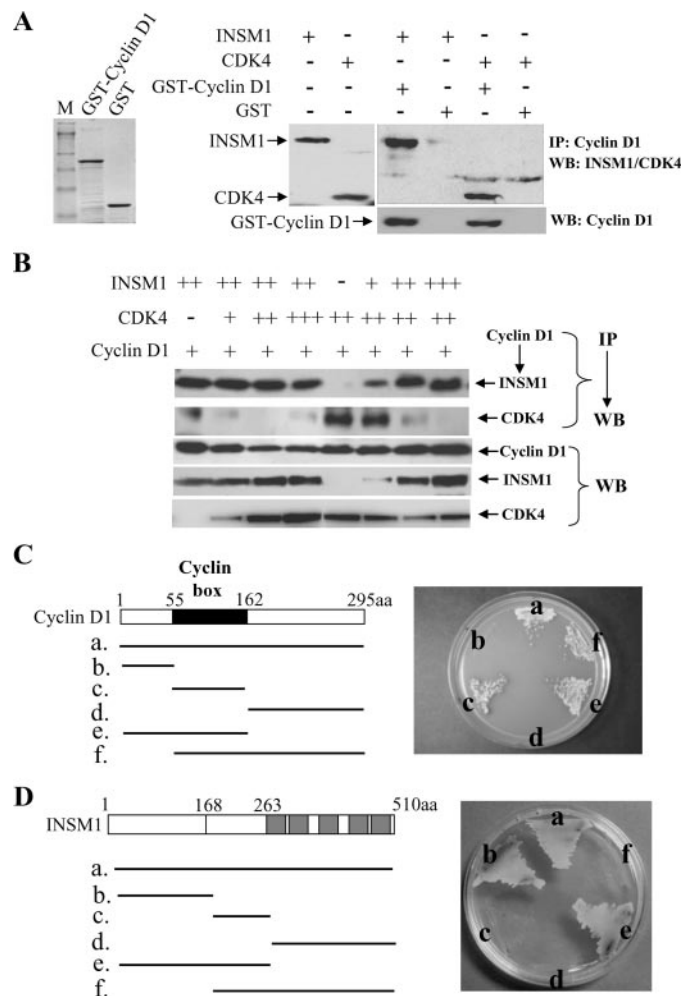 A
M
GST-Cyclin D1
GST
INSM1 + - + + - -
CDK4 - + - - + +
GST-Cyclin D1 - - + - + -
GST - - - + - +
INSM1
CDK4
GST-Cyclin D1
IP: Cyclin D1
WB: INSM1/CDK4
WB: Cyclin D1
B
INSM1 ++ ++ ++ ++ - + ++ +++
CDK4 - + ++ +++ ++ ++ ++ ++
Cyclin D1 + + + + + + + +
Cyclin D1
INSM1
CDK4
IP
WB
Cyclin D1
INSM1
CDK4
WB
C
Cyclin
box
1 55 162 295aa
Cyclin D1
a.
b.
c.
d.
e.
f.
a
b
f
c
e
d
D
1 168 263 510aa
INSM1
a.
b.
c.
d.
e.
f.
a
b
f
c
e
d